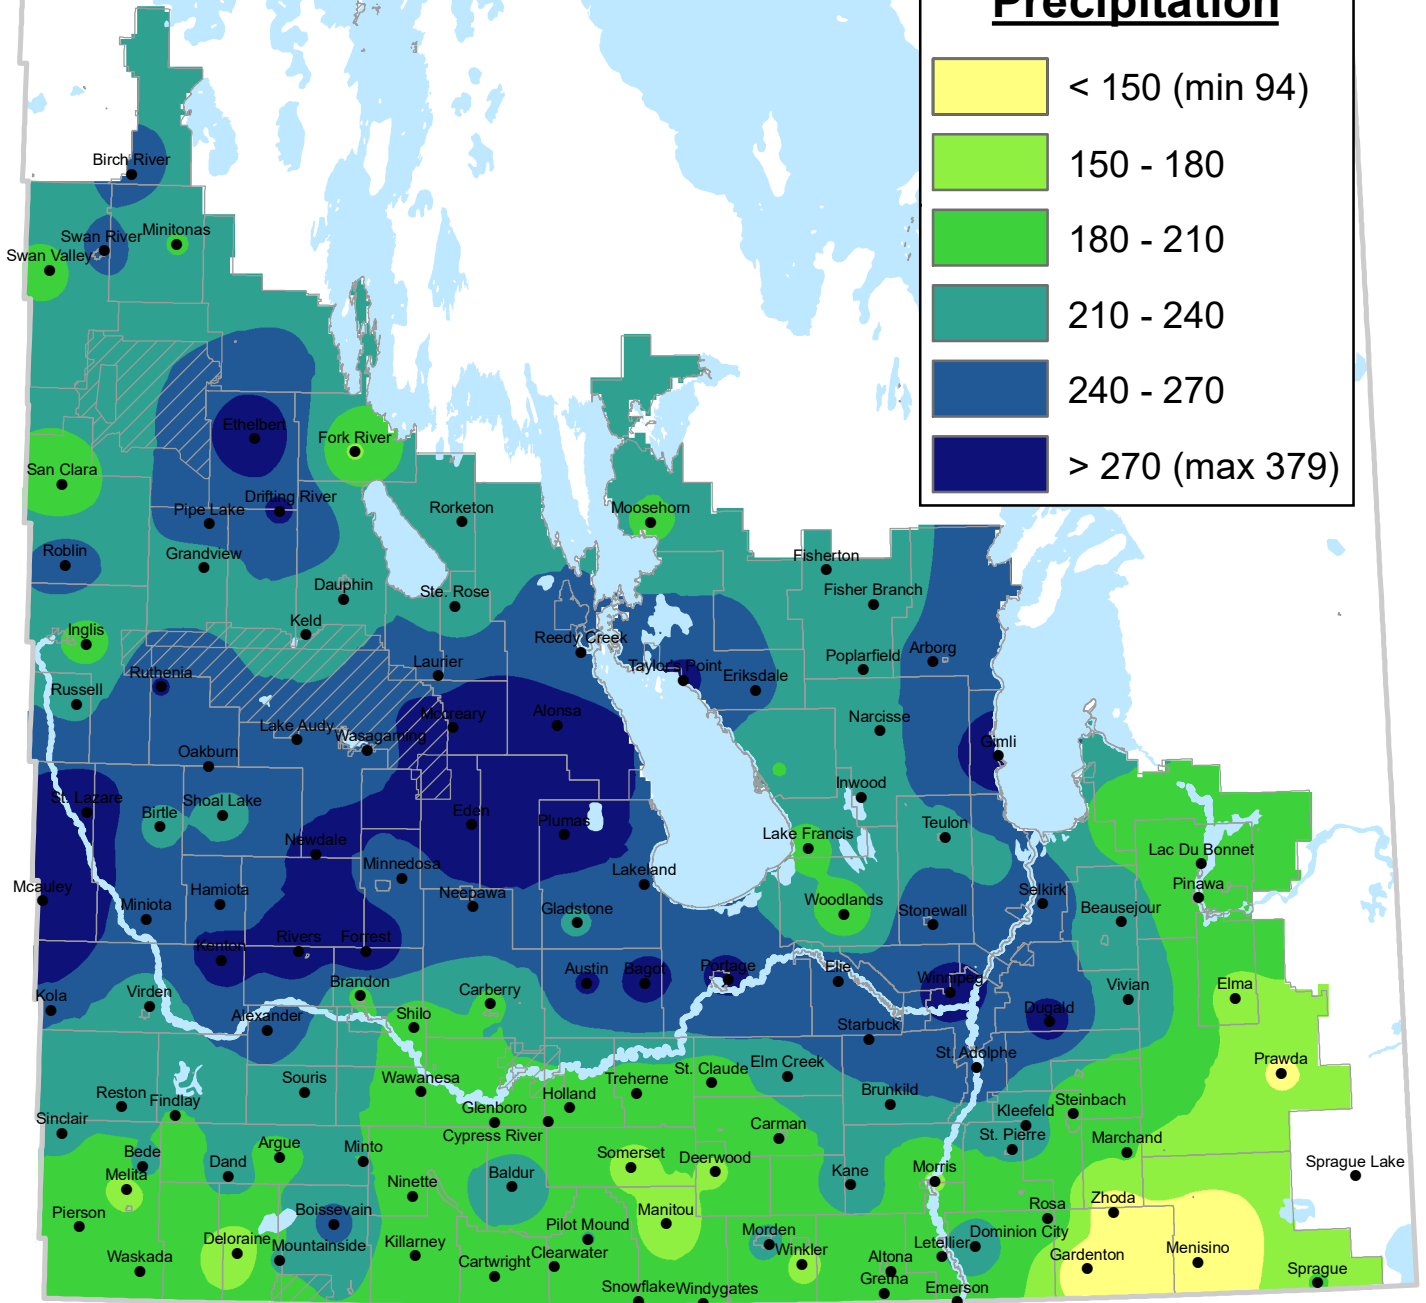 Precipitation
< 150 (min 94)
150 - 180
180 - 210
210 - 240
240 - 270
> 270 (max 379)
Birch River
Swan River
Minitonas
Swan Valley
Ethelbert
Fork River
San Clara
Drifting River
Pipe Lake
Rorketon
Moosehorn
Roblin
Grandview
Fisherton
Dauphin
Ste. Rose
Fisher Branch
Keld
Inglis
Reedy Creek
Laurier
Taylor's Point
Eriksdale
Poplarfield
Arborg
Ruthenia
Russell
Mccreary
Alonsa
Narcisse
Lake Audy
Wasagaming
Gimli
Oakburn
Inwood
St. Lazare
Birtle
Shoal Lake
Eden
Plumas
Teulon
Newdale
Lake Francis
Minnedosa
Lakeland
Lac Du Bonnet
Mcauley
Hamiota
Neepawa
Pinawa
Miniota
Gladstone
Woodlands
Stonewall
Selkirk
Beausejour
Kenton
Rivers
Forrest
Austin
Bagot
Portage
Elie
Winnipeg
Kola
Virden
Brandon
Carberry
Vivian
Elma
Alexander
Shilo
Dugald
Starbuck
St. Adolphe
Prawda
Reston
Findlay
Souris
Wawanesa
Treherne
St. Claude
Elm Creek
Holland
Brunkild
Steinbach
Sinclair
Glenboro
Cypress River
Carman
Kleefeld
St. Pierre
Marchand
Bede
Melita
Dand
Argue
Minto
Somerset
Deerwood
Kane
Morris
Sprague Lake
Baldur
Ninette
Pierson
Boissevain
Manitou
Rosa
Zhoda
Deloraine
Mountainside
Killarney
Pilot Mound
Clearwater
Morden
Winkler
Dominion City
Letellier
Waskada
Cartwright
Altona
Gretna
Gardenton
Menisino
Snowflake
Windygates
Emerson
Sprague